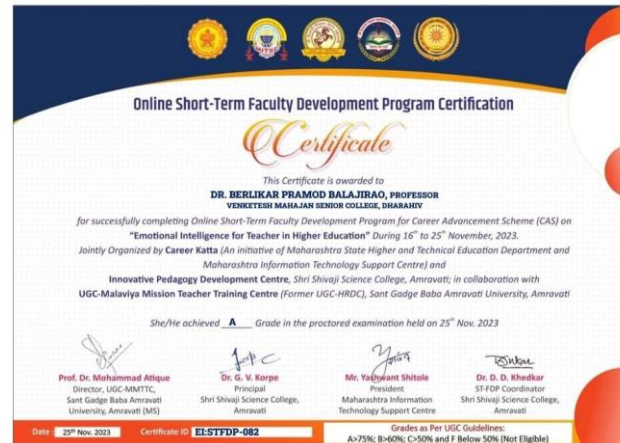 Online Short-Term Faculty Development Program Certification
Certificate
This Certificate is awarded to
DR. BERLIKAR PRAMOD BALAJIRAO, PROFESSOR
VENKETESH MAHAJAN SENIOR COLLEGE, DHARAHIV
for successfully completing Online Short-Term Faculty Development Program for Career Advancement Scheme (CAS) on
“Emotional Intelligence for Teacher in Higher Education” During 16th to 25th November, 2023.
Jointly Organized by Career Katta (An initiative of Maharashtra State Higher and Technical Education Department and
Maharashtra Information Technology Support Centre) and
Innovative Pedagogy Development Centre, Shri Shivaji Science College, Amravati; in collaboration with
UGC-Malaviya Mission Teacher Training Centre (Former UGC-HRDC), Sant Gadge Baba Amravati University, Amravati
She/He achieved __A__ Grade in the proctored examination held on 25th Nov. 2023
Prof. Dr. Mohammad Atique Dr. G. V. Korpe Mr. Yashwant Shitole Dr. D. D. Khedkar
Director, UGC-MMTTC, Principal President ST-FDP Coordinator
Sant Gadge Baba Amravati Shri Shivaji Science College, Maharashtra Information Shri Shivaji Science College,
University, Amravati (MS) Amravati Technology Support Centre Amravati
Date : 25th Nov. 2023 Certificate ID EI:STFDP-082 Grades as Per UGC Guidelines:
A>75%; B>60%; C>50% and F Below 50% (Not Eligible)